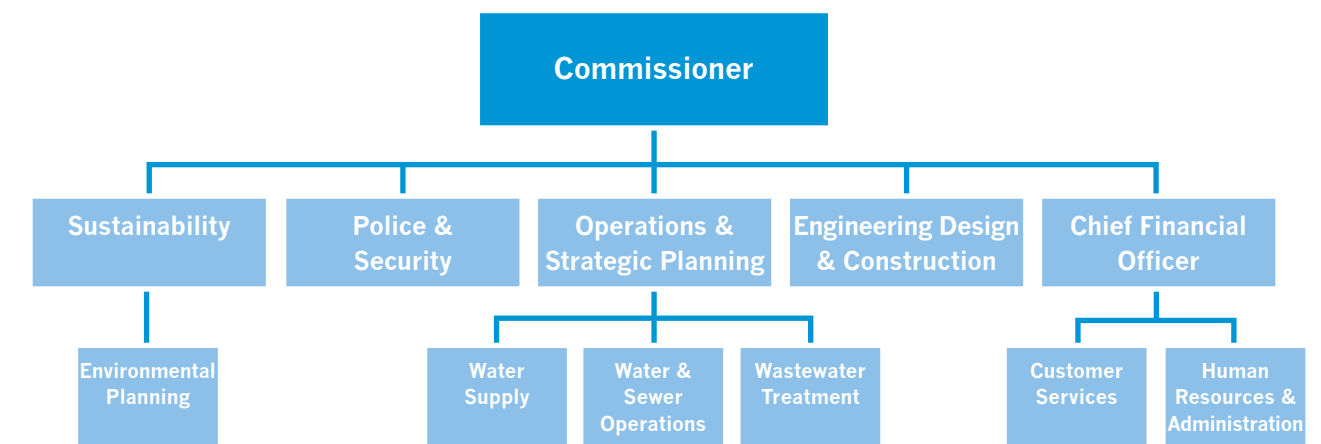 Commissioner
Sustainability
Police &
Security
Operations &
Strategic Planning
Engineering Design
& Construction
Chief Financial
Officer
Environmental
Planning
Water
Supply
Water &
Sewer
Operations
Wastewater
Treatment
Customer
Services
Human
Resources &
Administration